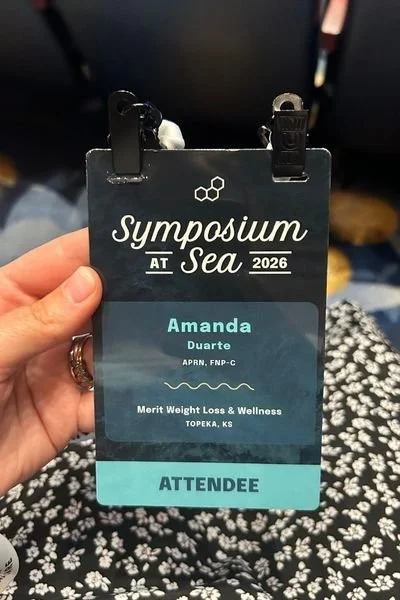 Symposium
AT Sea 2026
Amanda
Duarte
APRN, FNP-C
Merit Weight Loss & Wellness
TOPEKA, KS
ATTENDEE